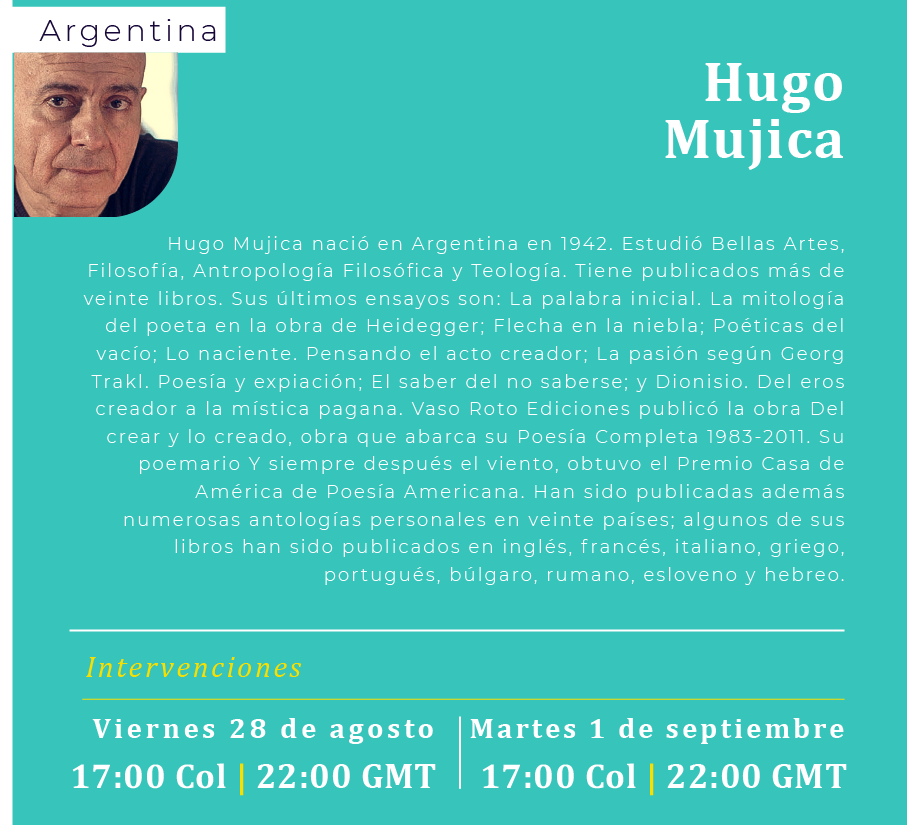 Argentina
Hugo
Mujica
Hugo Mujica nació en Argentina en 1942. Estudió Bellas Artes,
Filosofía, Antropología Filosófica y Teología. Tiene publicados más de
veinte libros. Sus últimos ensayos son: La palabra inicial. La mitología
del poeta en la obra de Heidegger; Flecha en la niebla; Poéticas del
vacío; Lo naciente. Pensando el acto creador; La pasión según Georg
Trakl. Poesía y expiación; El saber del no saberse; y Dionisio. Del eros
creador a la mística pagana. Vaso Roto Ediciones publicó la obra Del
crear y lo creado, obra que abarca su Poesía Completa 1983-2011. Su
poemario Y siempre después el viento, obtuvo el Premio Casa de
América de Poesía Americana. Han sido publicadas además
numerosas antologías personales en veinte países; algunos de sus
libros han sido publicados en inglés, francés, italiano, griego,
portugués, búlgaro, rumano, esloveno y hebreo.
Intervenciones
Viernes 28 de agosto
17:00 Col | 22:00 GMT
Martes 1 de septiembre
17:00 Col | 22:00 GMT